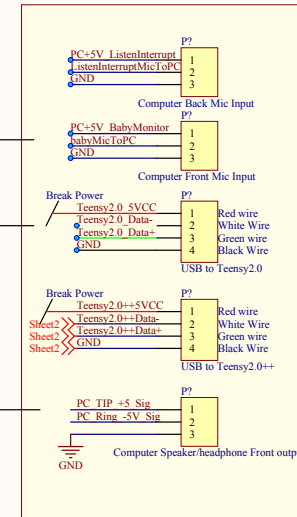 P?
PC+5V_ListenInterrupt 1
ListenInterruptMicToPC 2
GND 3
Computer Back Mic Input
P?
PC+5V_BabyMonitor 1
babyMicToPC 2
GND 3
Computer Front Mic Input
Break Power P?
Teensy2.0_5VCC 1 Red wire
Teensy2.0_Data- 2 White Wire
Teensy2.0_Data+ 3 Green wire
GND 4 Black Wire
USB to Teensy2.0
Break Power P?
Teensy2.0++5VCC 1 Red wire
Sheet2 Teensy2.0++Data- 2 White Wire
Sheet2 Teensy2.0++Data+ 3 Green wire
Sheet2 GND 4 Black Wire
USB to Teensy2.0++
P?
PC_TIP_+5_Sig 1
PC_Ring_-5V_Sig 2
3
GND
Computer Speaker/headphone Front outp